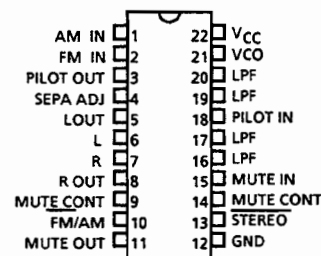 AM IN 1 22 VCC
FM IN 2 21 VCO
PILOT OUT 3 20 LPF
SEPA ADJ 4 19 LPF
LOUT 5 18 PILOT IN
L 6 17 LPF
R 7 16 LPF
R OUT 8 15 MUTE IN
MUTE CONT 9 14 MUTE CONT
FM/AM 10 13 STEREO
MUTE OUT 11 12 GND